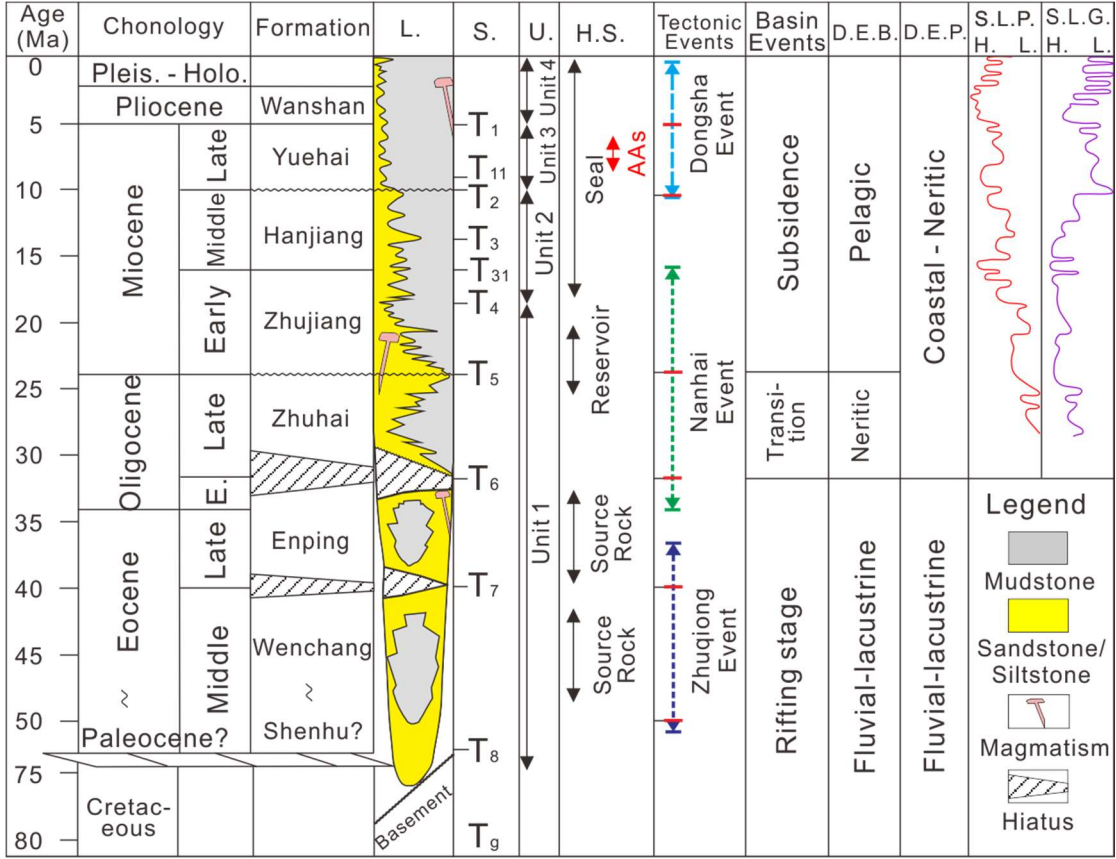 Age
(Ma)
Chonology
Formation
L.
S.
U.
H.S.
Tectonic
Events
Basin
Events
D.E.B.
D.E.P.
S.L.P.
H. L.
S.L.G.
H. L.
0
5
10
15
20
25
30
35
40
45
50
75
80
Pleis. - Holo.
Pliocene
Miocene
Late
Middle
Early
Oligocene
Late
E.
Eocene
Late
Middle
~
Paleocene?
Cretac-
eous
Wanshan
Yuehai
Hanjiang
Zhujiang
Zhuhai
Enping
Wenchang
~
Shenhu?
Basement
T1
T11
T2
T3
T31
T4
T5
T6
T7
T8
Tg
Unit 4
Unit 3
Unit 2
Unit 1
Seal
AAs
Reservoir
Source
Rock
Source
Rock
Dongsha
Event
Nanhai
Event
Zhuqiong
Event
Subsidence
Transi-
tion
Rifting stage
Pelagic
Neritic
Fluvial-lacustrine
Coastal - Neritic
Fluvial-lacustrine
Legend
Mudstone
Sandstone/
Siltstone
Magmatism
Hiatus